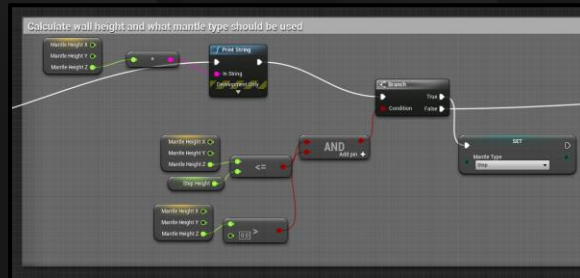 Calculate wall height and what mantle type should be used
Mantle Height X
Mantle Height Y
Mantle Height Z
Print String
In String
Development Only
Branch
True
Condition
False
SET
Mantle Type
Step
Mantle Height X
Mantle Height Y
Mantle Height Z
Step Height
<=
AND
Add pin +
Mantle Height X
Mantle Height Y
Mantle Height Z
0.0
>